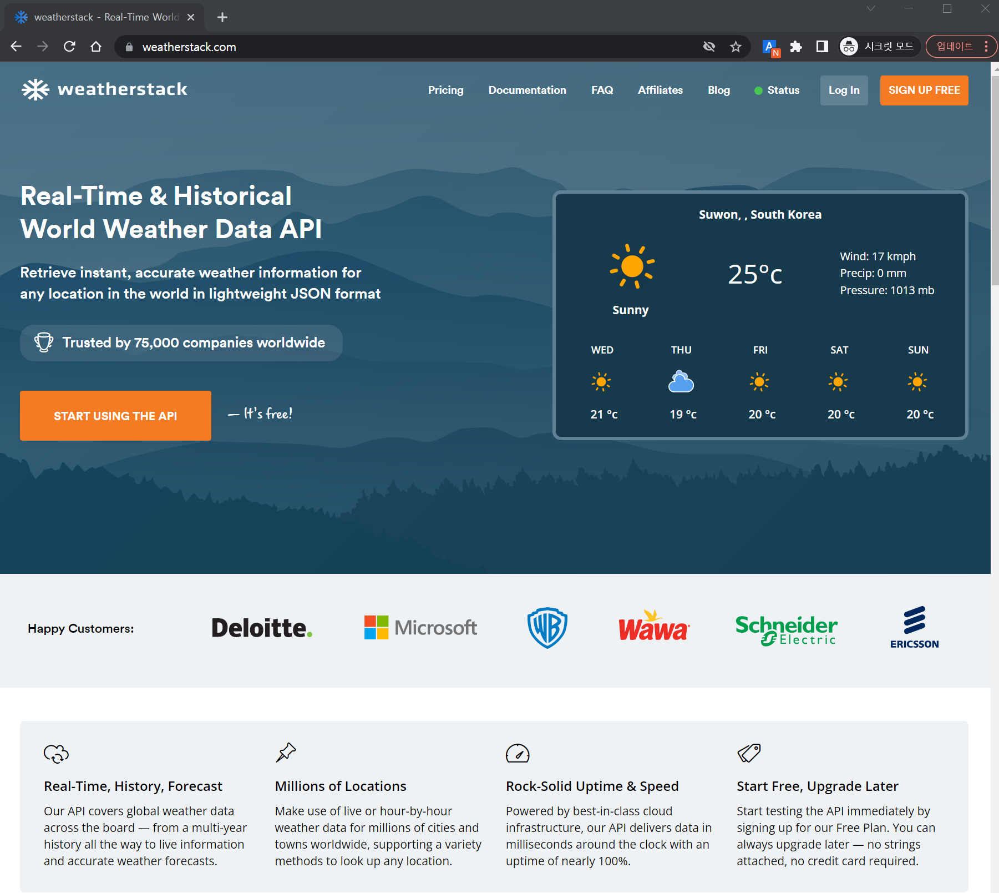 weatherstack - Real-Time World
weatherstack.com
A
N
시크릿 모드
업데이트
weatherstack
Pricing
Documentation
FAQ
Affiliates
Blog
Status
Log In
SIGN UP FREE
Real-Time & Historical
World Weather Data API
Retrieve instant, accurate weather information for
any location in the world in lightweight JSON format
Trusted by 75,000 companies worldwide
START USING THE API
— It's free!
Suwon, , South Korea
Sunny
25°c
Wind: 17 kmph
Precip: 0 mm
Pressure: 1013 mb
WED THU FRI SAT SUN
21 °c 19 °c 20 °c 20 °c 20 °c
Happy Customers:
Deloitte.
Microsoft
WB
Wawa
Schneider
Electric
ERICSSON
Real-Time, History, Forecast
Our API covers global weather data
across the board — from a multi-year
history all the way to live information
and accurate weather forecasts.
Millions of Locations
Make use of live or hour-by-hour
weather data for millions of cities and
towns worldwide, supporting a variety
methods to look up any location.
Rock-Solid Uptime & Speed
Powered by best-in-class cloud
infrastructure, our API delivers data in
milliseconds around the clock with an
uptime of nearly 100%.
Start Free, Upgrade Later
Start testing the API immediately by
signing up for our Free Plan. You can
always upgrade later — no strings
attached, no credit card required.